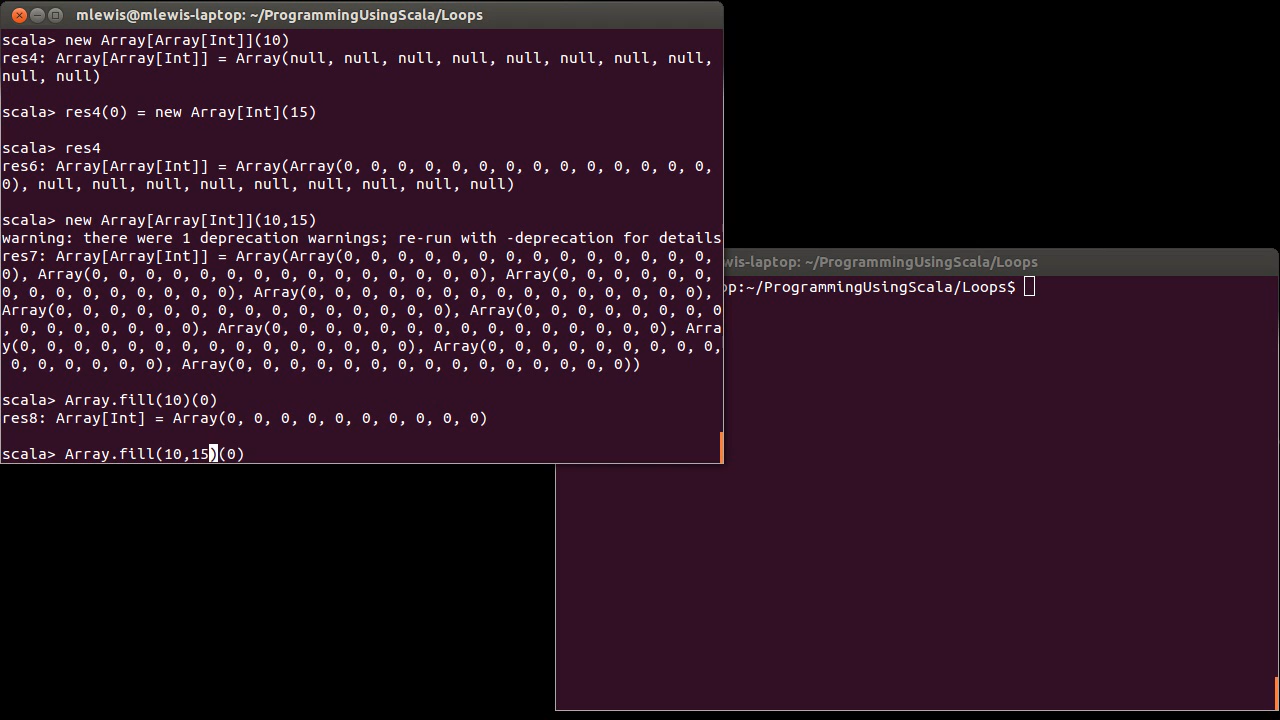 mlewis@mlewis-laptop: ~/ProgrammingUsingScala/Loops
scala> new Array[Array[Int]](10)
res4: Array[Array[Int]] = Array(null, null, null, null, null, null, null, null,
null, null)
scala> res4(0) = new Array[Int](15)
scala> res4
res6: Array[Array[Int]] = Array(Array(0, 0, 0, 0, 0, 0, 0, 0, 0, 0, 0, 0, 0, 0,
0), null, null, null, null, null, null, null, null, null)
scala> new Array[Array[Int]](10,15)
warning: there were 1 deprecation warnings; re-run with -deprecation for details
res7: Array[Array[Int]] = Array(Array(0, 0, 0, 0, 0, 0, 0, 0, 0, 0, 0, 0, 0, 0,
0), Array(0, 0, 0, 0, 0, 0, 0, 0, 0, 0, 0, 0, 0, 0, 0), Array(0, 0, 0, 0, 0, 0,
0, 0, 0, 0, 0, 0, 0, 0, 0), Array(0, 0, 0, 0, 0, 0, 0, 0, 0, 0, 0, 0, 0, 0, 0),
Array(0, 0, 0, 0, 0, 0, 0, 0, 0, 0, 0, 0, 0, 0, 0), Array(0, 0, 0, 0, 0, 0, 0, 0
, 0, 0, 0, 0, 0, 0, 0), Array(0, 0, 0, 0, 0, 0, 0, 0, 0, 0, 0, 0, 0, 0, 0), Arra
y(0, 0, 0, 0, 0, 0, 0, 0, 0, 0, 0, 0, 0, 0, 0), Array(0, 0, 0, 0, 0, 0, 0, 0, 0,
 0, 0, 0, 0, 0, 0), Array(0, 0, 0, 0, 0, 0, 0, 0, 0, 0, 0, 0, 0, 0, 0))
scala> Array.fill(10)(0)
res8: Array[Int] = Array(0, 0, 0, 0, 0, 0, 0, 0, 0, 0)
scala> Array.fill(10,15)(0)
wis-laptop: ~/ProgrammingUsingScala/Loops
op:~/ProgrammingUsingScala/Loops$